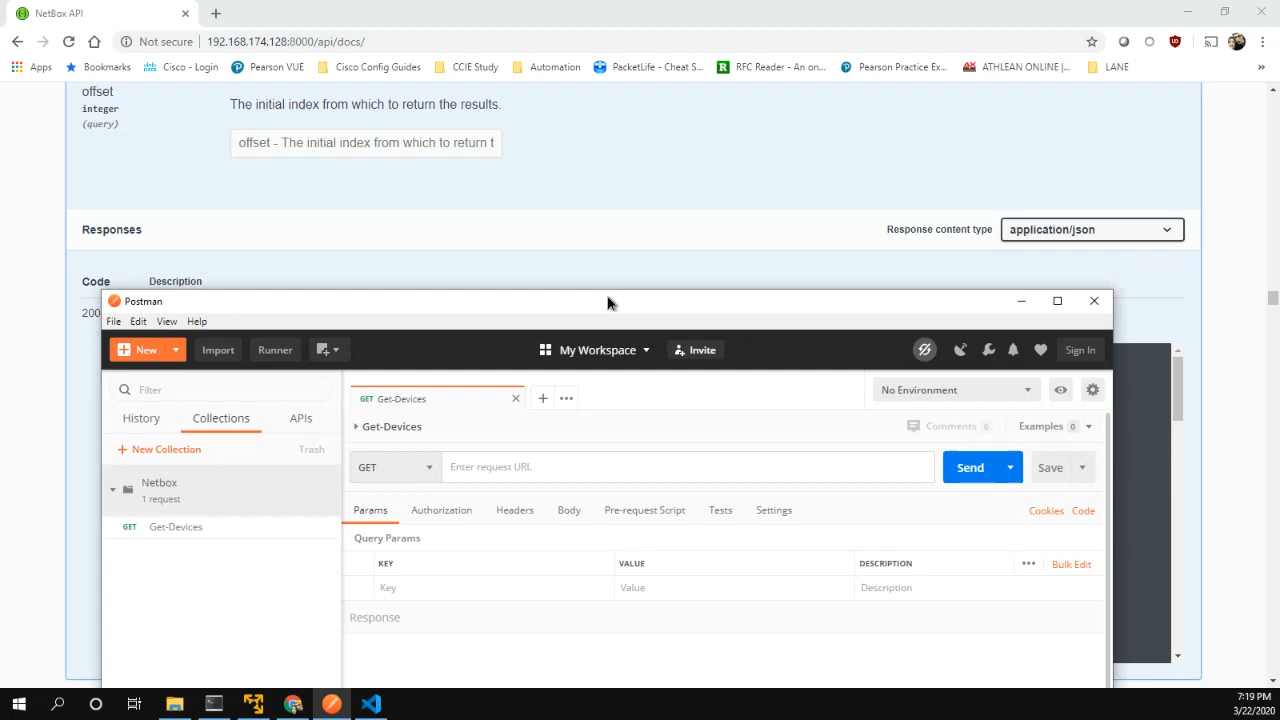 NetBox API
Not secure
192.168.174.128:8000/api/docs/
Apps
Bookmarks
Cisco - Login
Pearson VUE
Cisco Config Guides
CCIE Study
Automation
PacketLife - Cheat S...
RFC Reader - An on...
Pearson Practice Ex...
ATHLEAN ONLINE |...
LANE
»
offset
integer
(query)
The initial index from which to return the results.
offset - The initial index from which to return t
Responses
Response content type
application/json
Code
Description
200
Postman
File Edit View Help
New
Import
Runner
My Workspace
Invite
Sign In
Filter
History
Collections
APIs
New Collection
Trash
Netbox
1 request
GET Get-Devices
GET Get-Devices
No Environment
Get-Devices
Comments 0
Examples 0
GET
Enter request URL
Send
Save
Params
Authorization
Headers
Body
Pre-request Script
Tests
Settings
Cookies
Code
Query Params
KEY
VALUE
DESCRIPTION
Bulk Edit
Key
Value
Description
Response
7:19 PM
3/22/2020